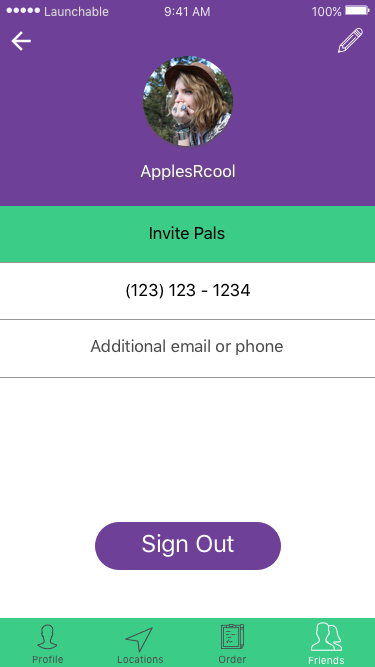 Launchable 9:41 AM 100%
ApplesRcool
Invite Pals
(123) 123 - 1234
Additional email or phone
Sign Out
Profile Locations Order Friends